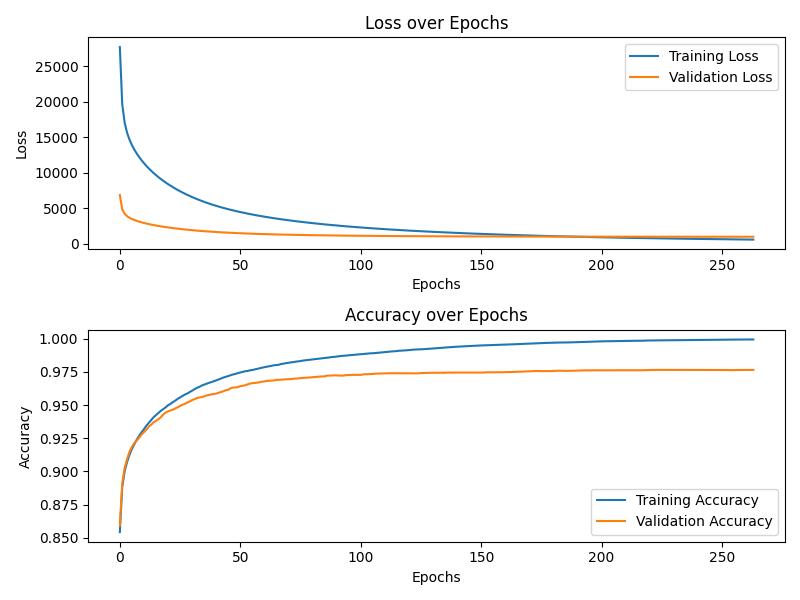 Loss over Epochs
25000
20000
15000
10000
5000
0
Loss
Training Loss
Validation Loss
0 50 100 150 200 250
Epochs
Accuracy over Epochs
1.000
0.975
0.950
0.925
0.900
0.875
0.850
Accuracy
Training Accuracy
Validation Accuracy
0 50 100 150 200 250
Epochs